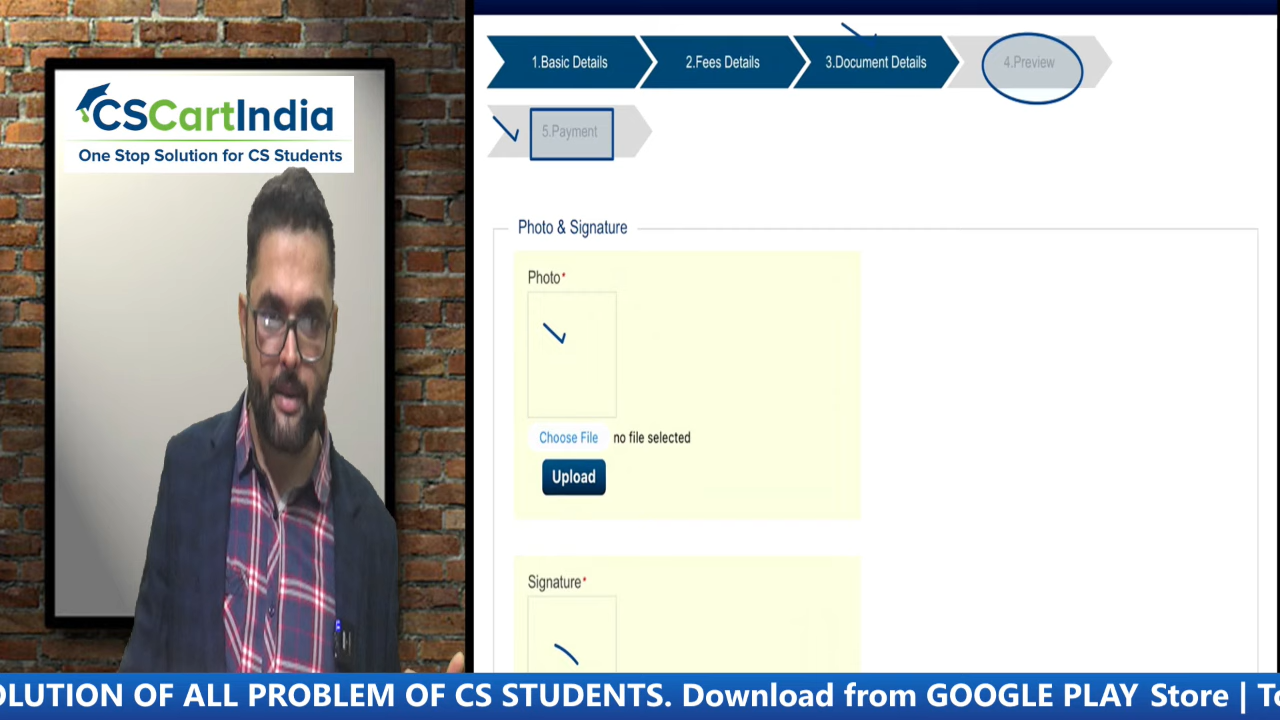 CSCartIndia
One Stop Solution for CS Students
1.Basic Details
2.Fees Details
3.Document Details
4.Preview
5.Payment
Photo & Signature
Photo*
Choose File no file selected
Upload
Signature*
OLUTION OF ALL PROBLEM OF CS STUDENTS. Download from GOOGLE PLAY Store |